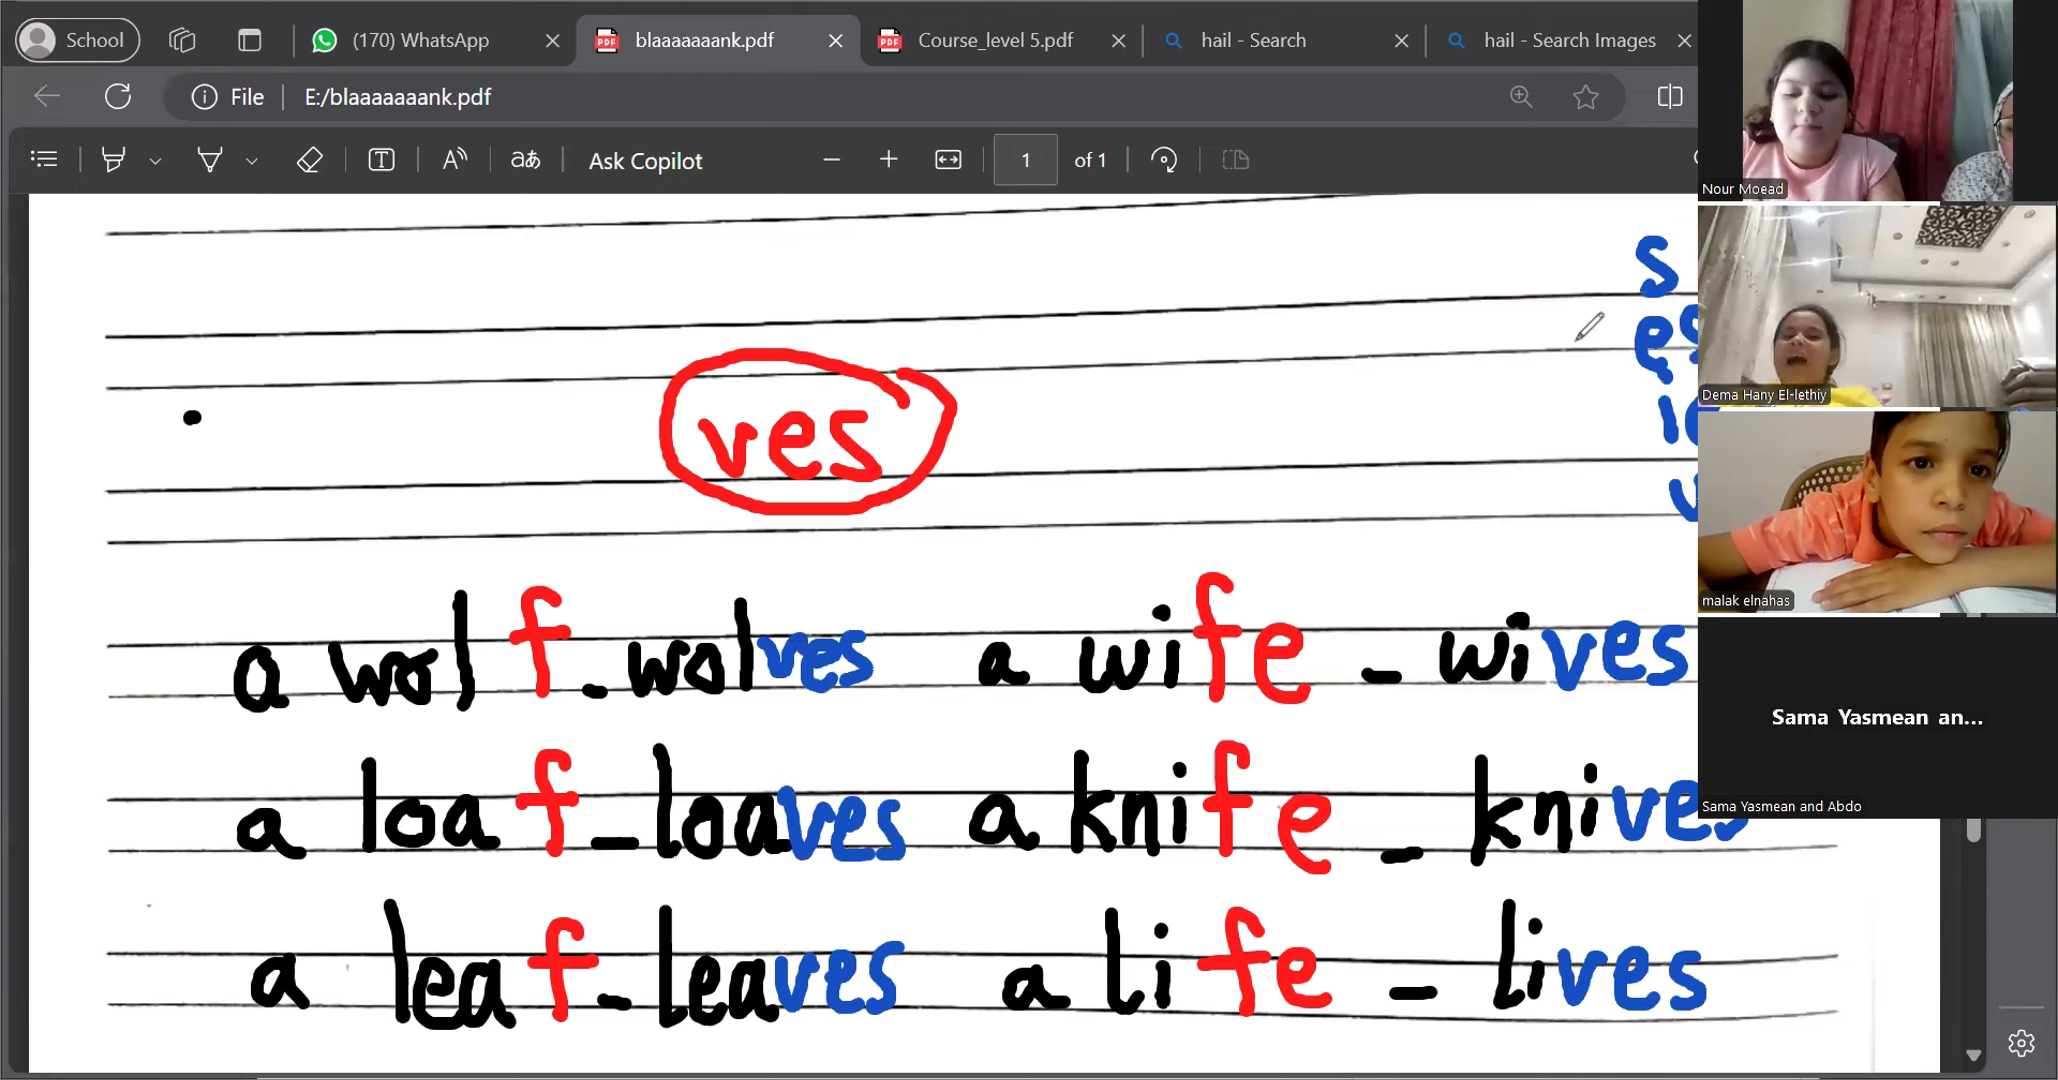 School (170) WhatsApp blaaaaaaank.pdf Course_level 5.pdf hail - Search hail - Search Images
File E:/blaaaaaaank.pdf
Ask Copilot 1 of 1
Nour Moead
s
es
Dema Hany El-lethiy
ves
malak elnahas
a wolf - wolves a wife - wives
Sama Yasmean an...
Sama Yasmean and Abdo
a loaf - loaves a knife - knives
a leaf - leaves a life - lives